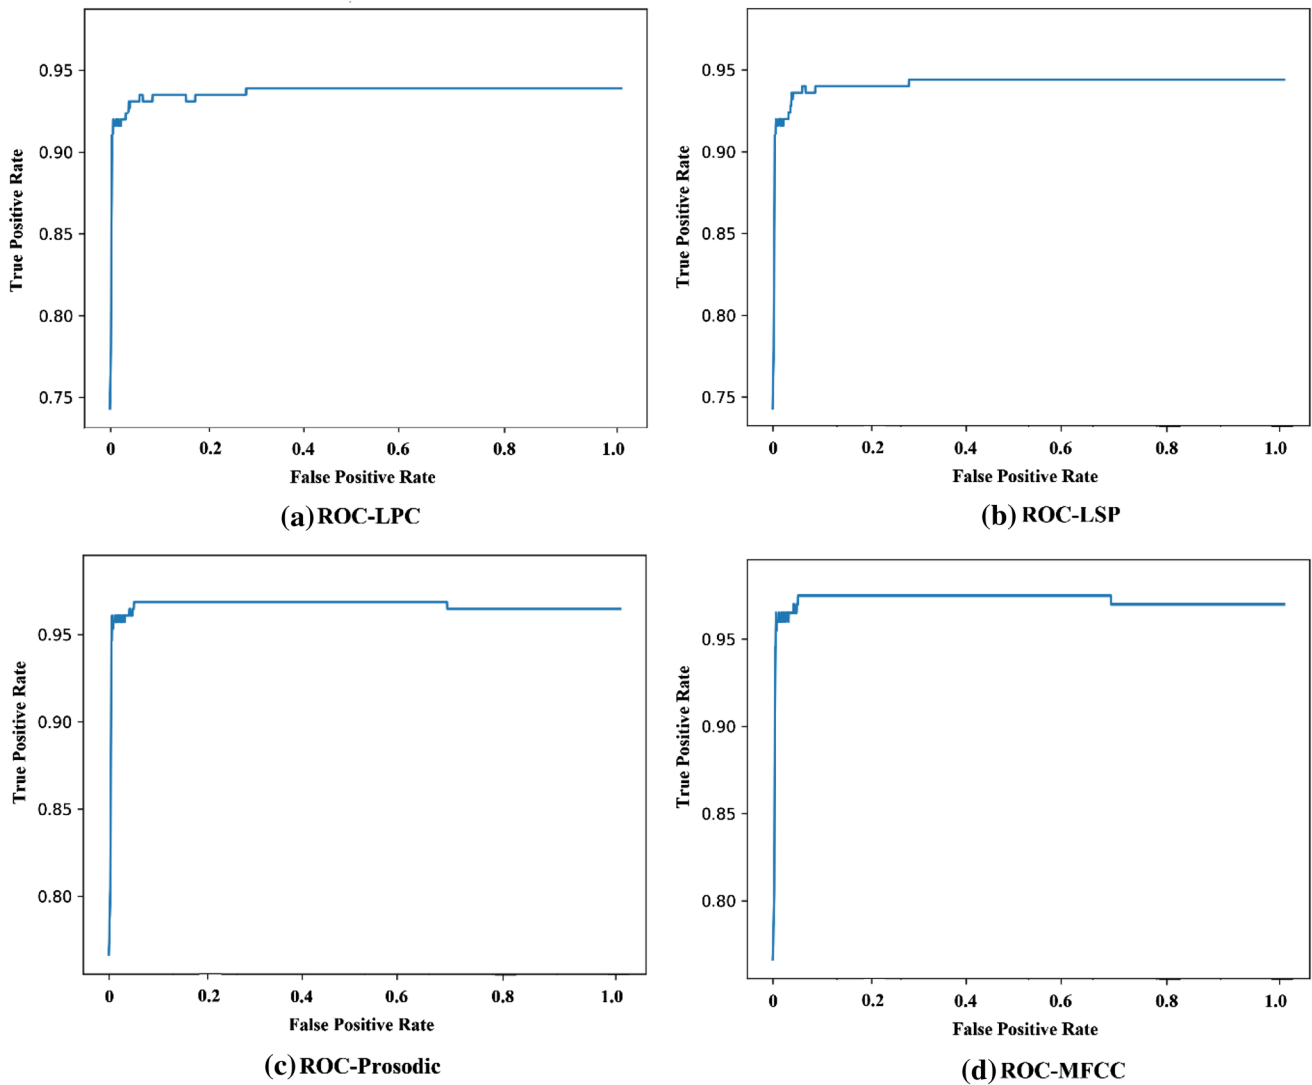 0.95
0.90
0.85
0.80
0.75
True Positive Rate
0 0.2 0.4 0.6 0.8 1.0
False Positive Rate
(a) ROC-LPC
0.95
0.90
0.85
0.80
0.75
True Positive Rate
0 0.2 0.4 0.6 0.8 1.0
False Positive Rate
(b) ROC-LSP
0.95
0.90
0.85
0.80
True Positive Rate
0 0.2 0.4 0.6 0.8 1.0
False Positive Rate
(c) ROC-Prosodic
0.95
0.90
0.85
0.80
True Positive Rate
0 0.2 0.4 0.6 0.8 1.0
False Positive Rate
(d) ROC-MFCC